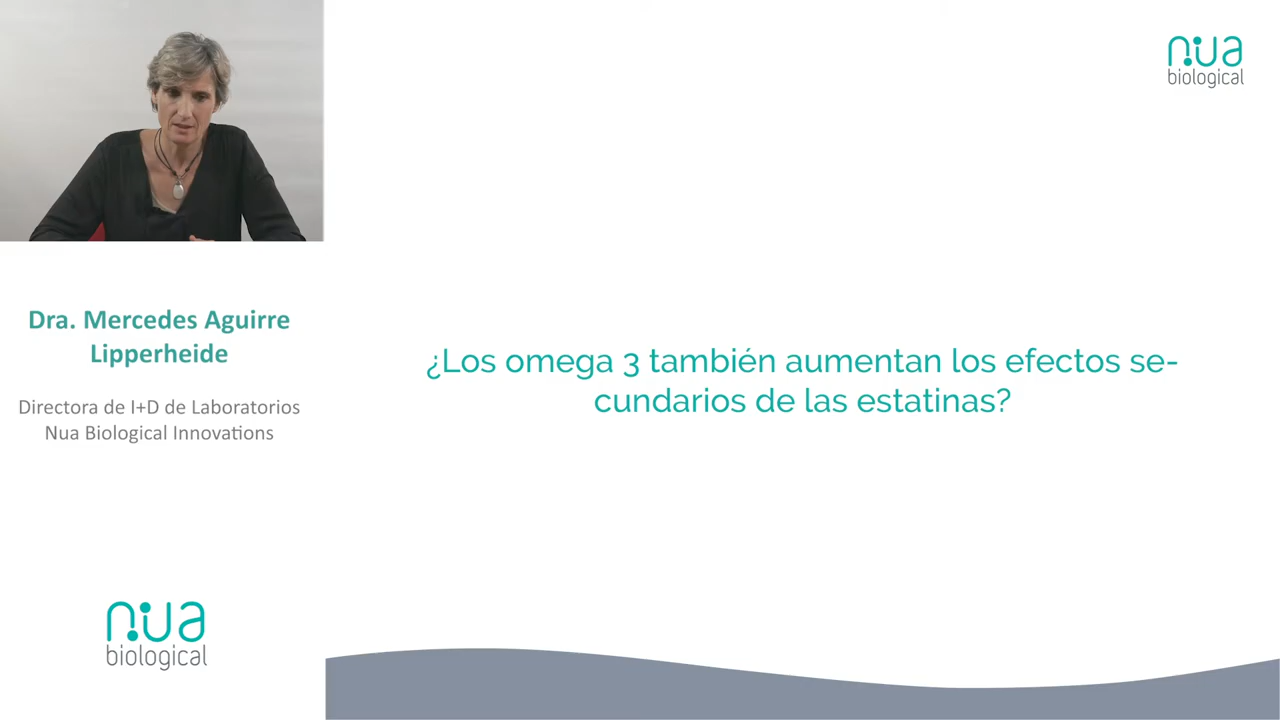 nua
biological
Dra. Mercedes Aguirre
Lipperheide
Directora de I+D de Laboratorios
Nua Biological Innovations
¿Los omega 3 también aumentan los efectos se-
cundarios de las estatinas?
nua
biological